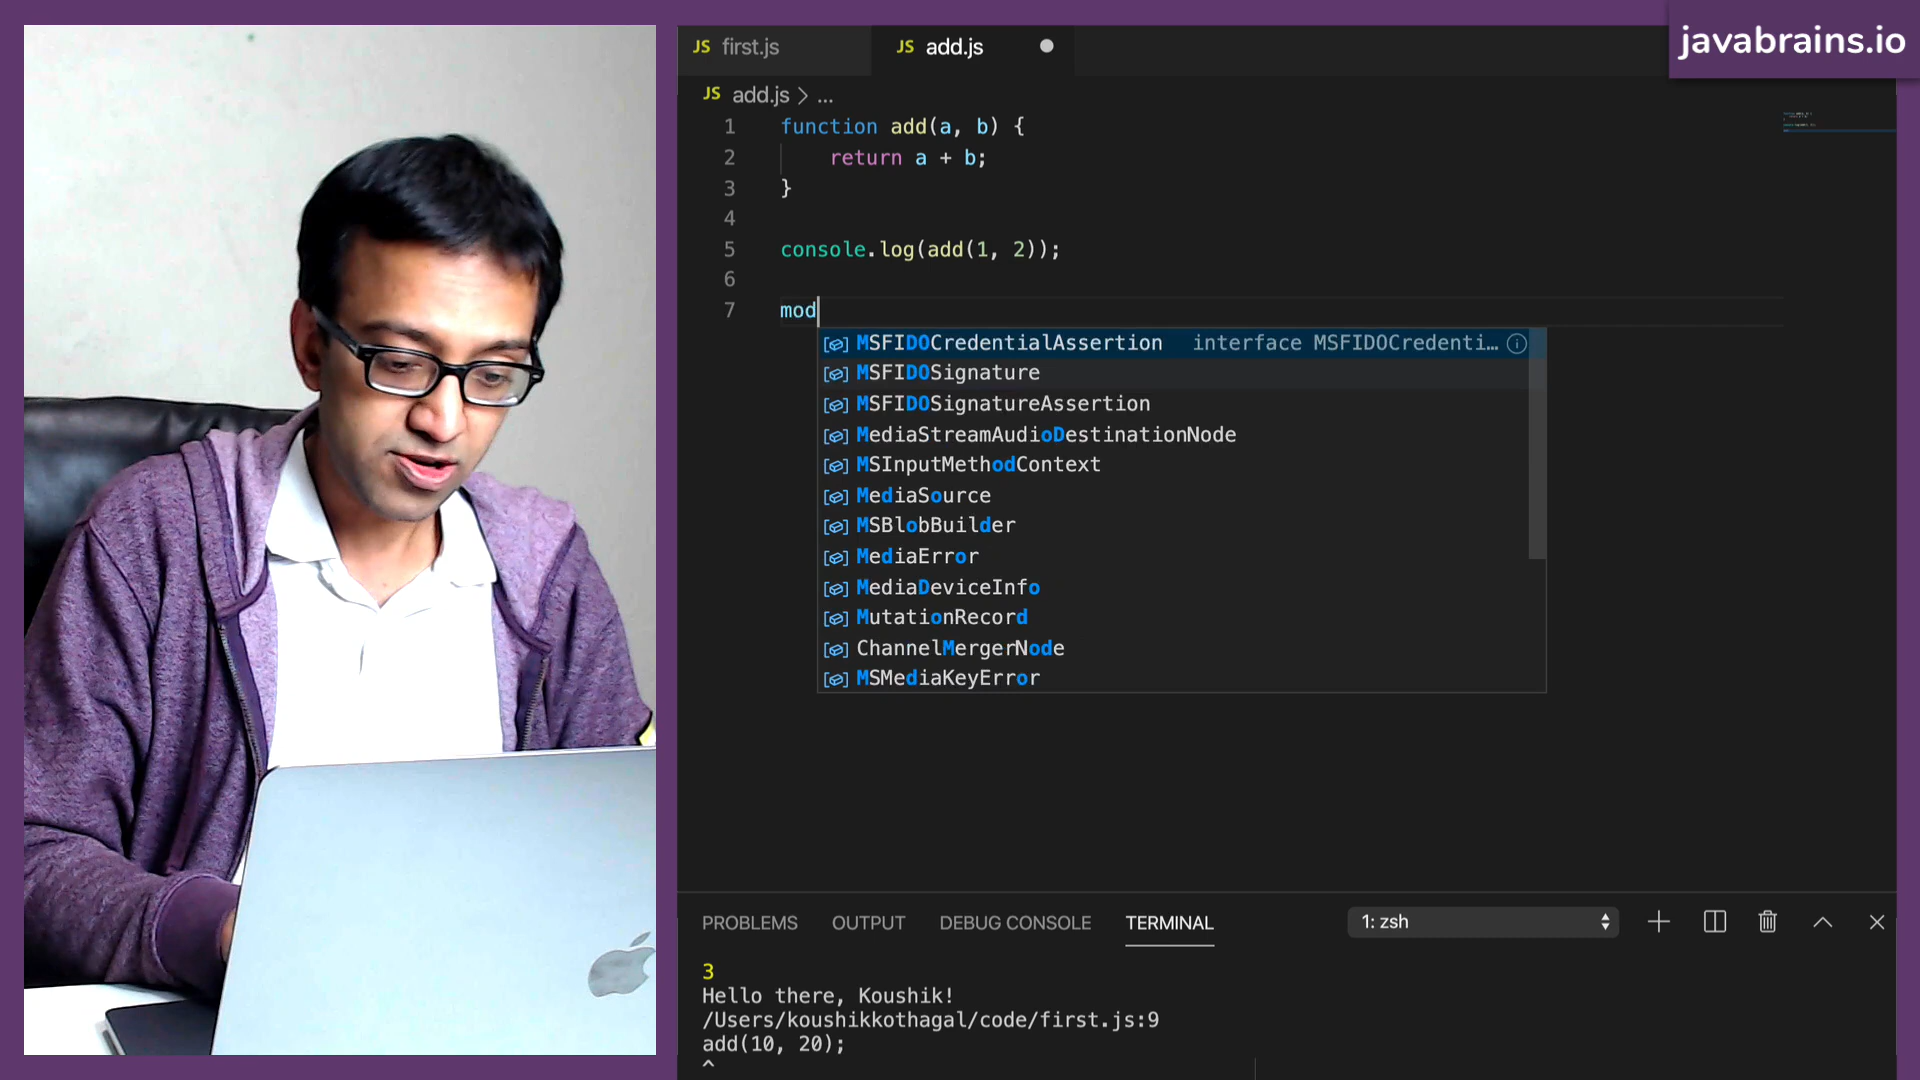 javabrains.io
JS first.js
JS add.js
JS add.js > ...
1 function add(a, b) {
2 return a + b;
3 }
4
5 console.log(add(1, 2));
6
7 mod
MSFIDOCredentialAssertion interface MSFIDOCredenti…
MSFIDOSignature
MSFIDOSignatureAssertion
MediaStreamAudioDestinationNode
MSInputMethodContext
MediaSource
MSBlobBuilder
MediaError
MediaDeviceInfo
MutationRecord
ChannelMergerNode
MSMediaKeyError
PROBLEMS OUTPUT DEBUG CONSOLE TERMINAL 1: zsh
3
Hello there, Koushik!
/Users/koushikkothagal/code/first.js:9
add(10, 20);
^